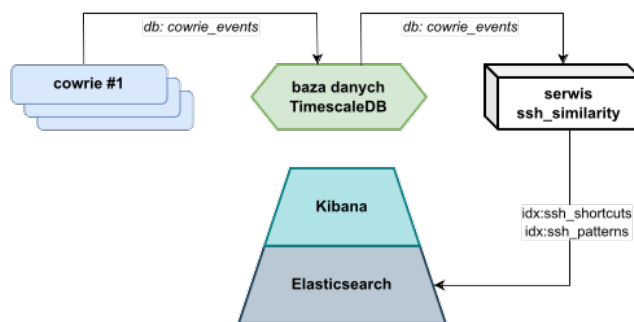 db: cowrie_events
db: cowrie_events
cowrie #1
baza danych
TimescaleDB
serwis
ssh_similarity
Kibana
idx:ssh_shortcuts
idx:ssh_patterns
Elasticsearch